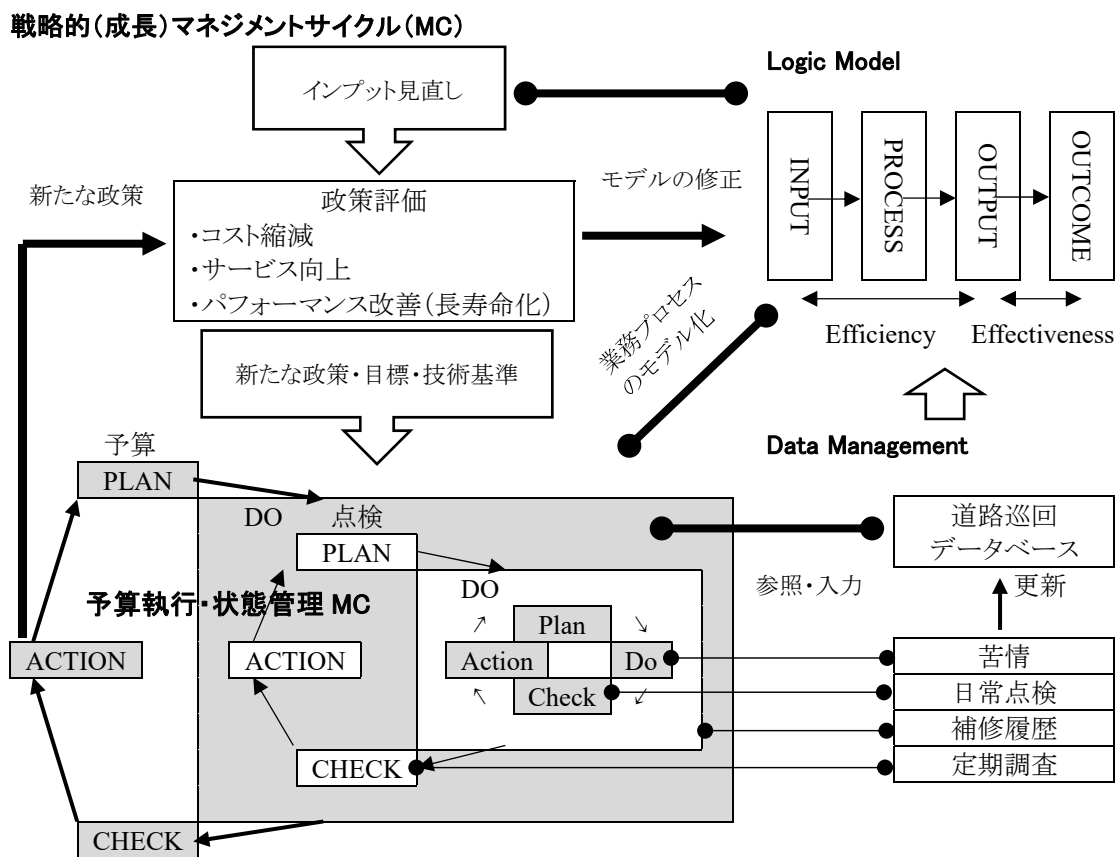 戦略的(成長)マネジメントサイクル(MC)
Logic Model
インプット見直し
INPUT
PROCESS
OUTPUT
OUTCOME
新たな政策
政策評価
・コスト縮減
・サービス向上
・パフォーマンス改善(長寿命化)
モデルの修正
業務プロセス
のモデル化
Efficiency
Effectiveness
新たな政策・目標・技術基準
Data Management
予算
PLAN
DO
点検
PLAN
DO
道路巡回
データベース
参照・入力
更新
予算執行・状態管理 MC
Plan
Action
Do
Check
ACTION
ACTION
CHECK
CHECK
苦情
日常点検
補修履歴
定期調査